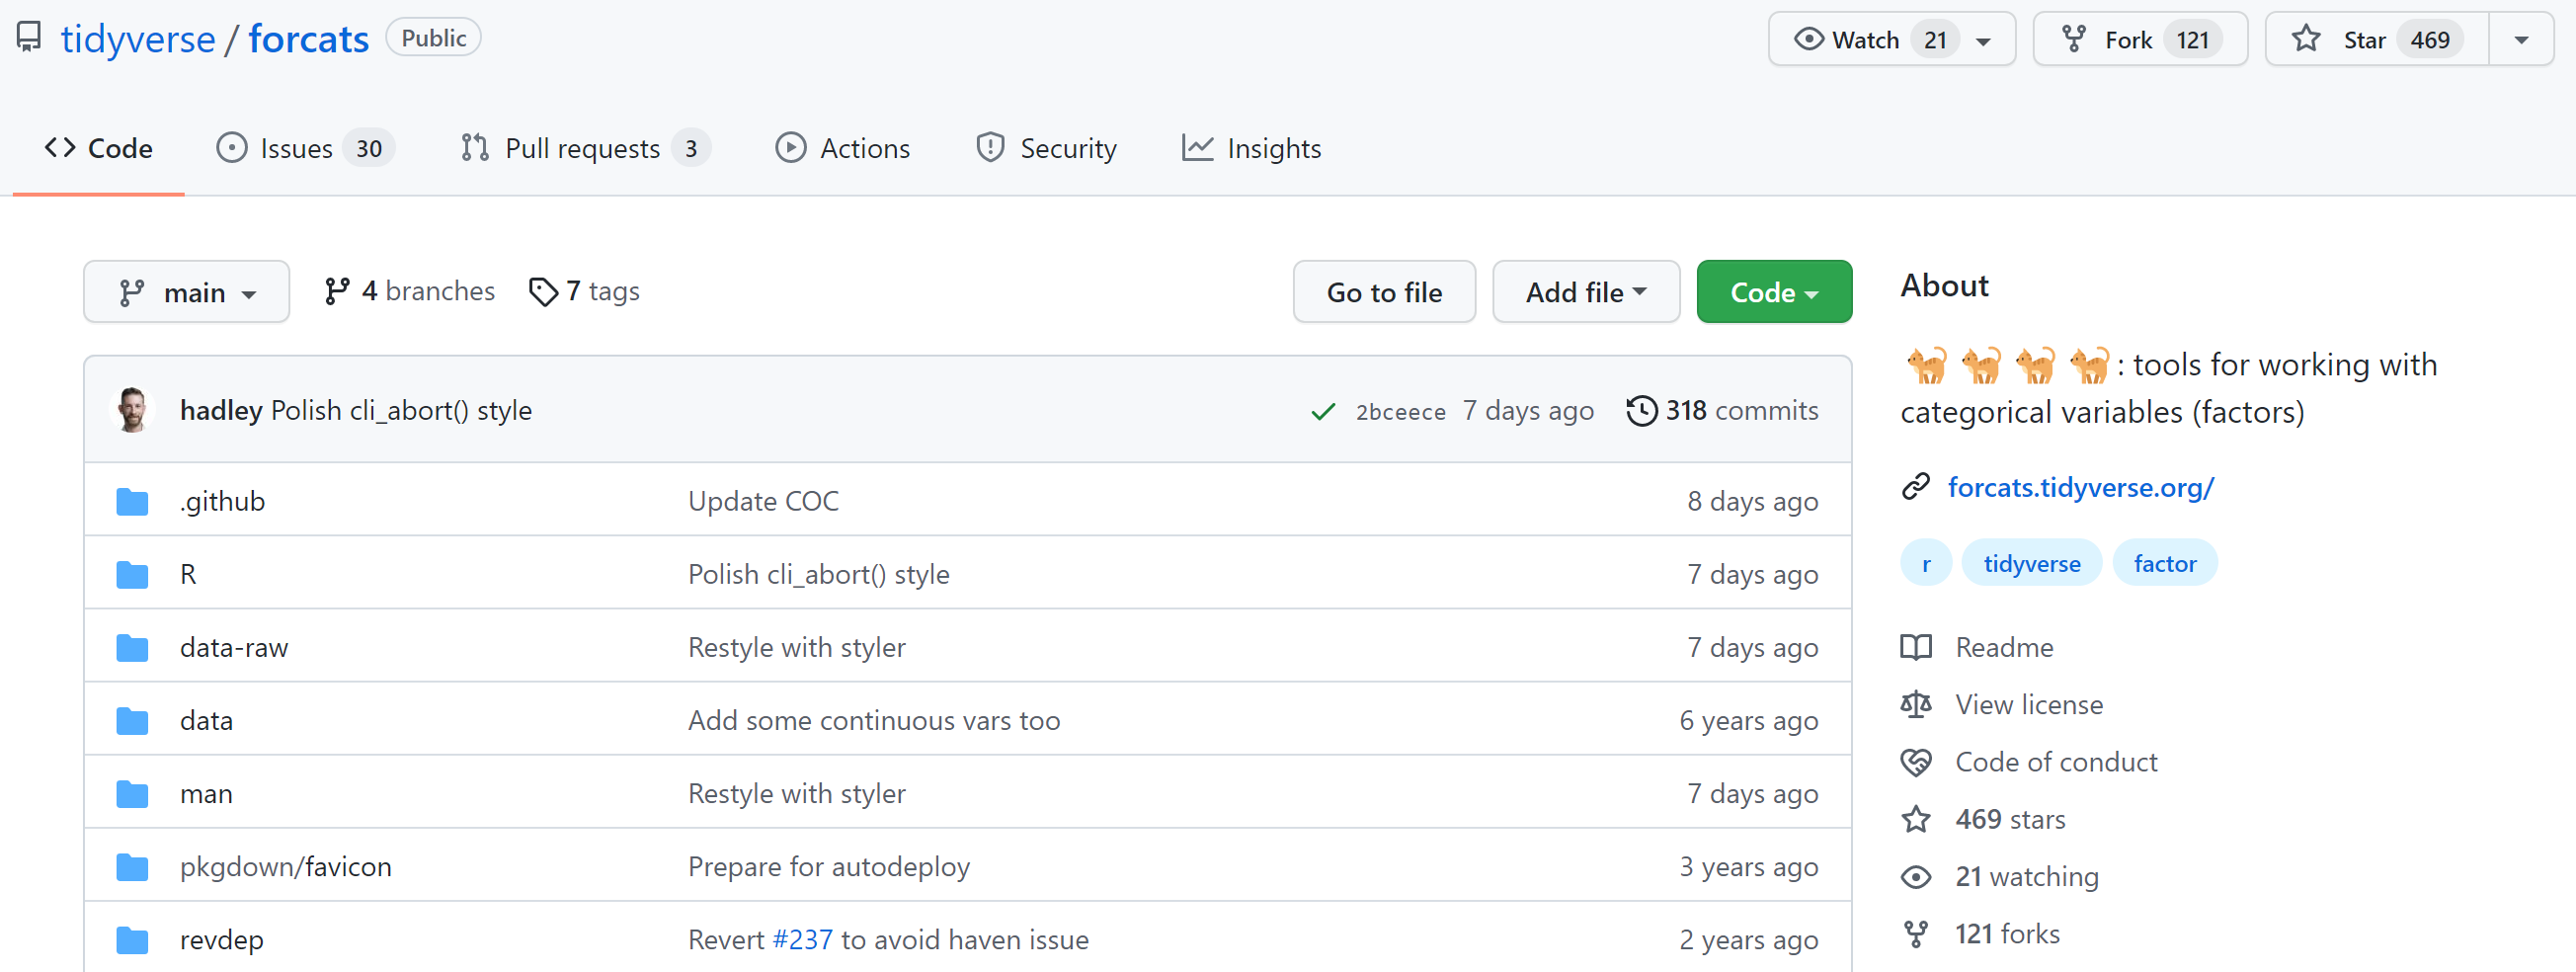 tidyverse / forcats Public Watch 21 Fork 121 Star 469
Code Issues 30 Pull requests 3 Actions Security Insights
main 4 branches 7 tags Go to file Add file Code
hadley Polish cli_abort() style 2bceece 7 days ago 318 commits
.github Update COC 8 days ago
R Polish cli_abort() style 7 days ago
data-raw Restyle with styler 7 days ago
data Add some continuous vars too 6 years ago
man Restyle with styler 7 days ago
pkgdown/favicon Prepare for autodeploy 3 years ago
revdep Revert #237 to avoid haven issue 2 years ago
About
🐈 🐈 🐈 🐈 : tools for working with
categorical variables (factors)
forcats.tidyverse.org/
r tidyverse factor
Readme
View license
Code of conduct
469 stars
21 watching
121 forks